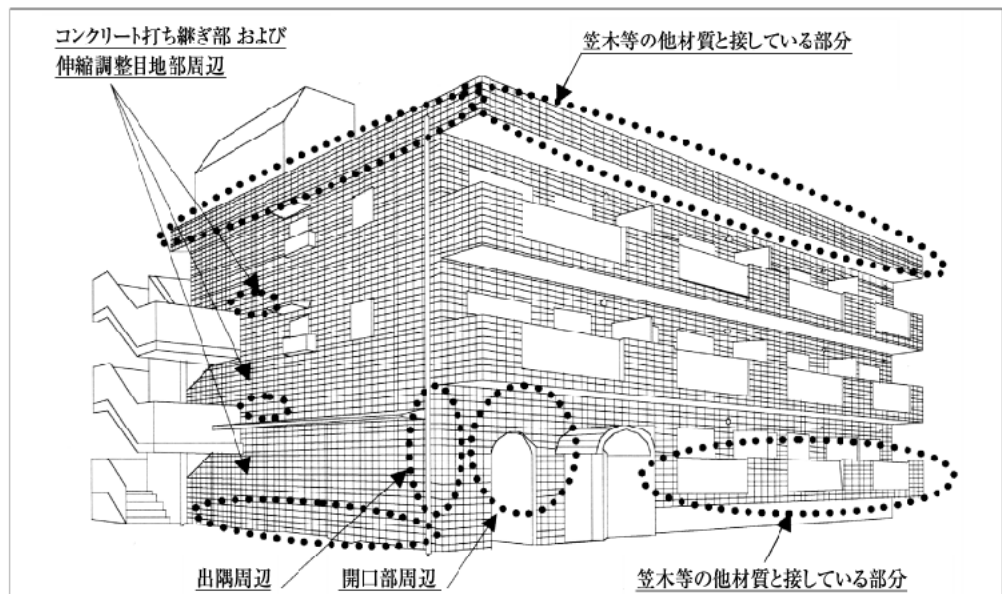 コンクリート打ち継ぎ部 および
伸縮調整目地部周辺
笠木等の他材質と接している部分
出隅周辺
開口部周辺
笠木等の他材質と接している部分